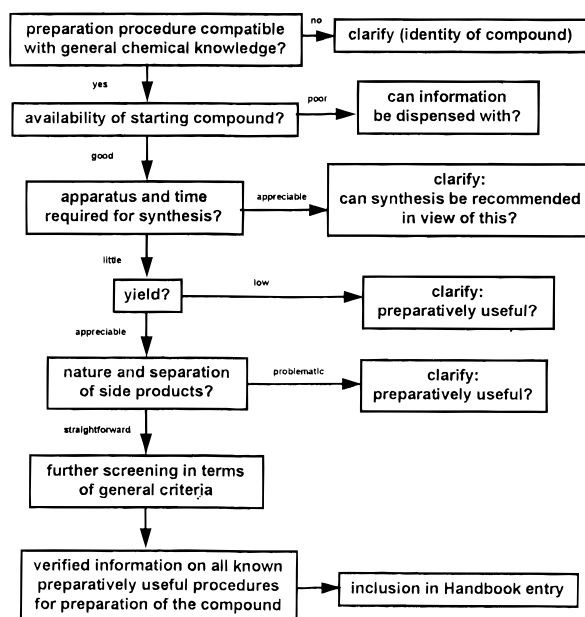 preparation procedure compatible
with general chemical knowledge?
no
clarify (identity of compound)
yes
availability of starting compound?
poor
can information
be dispensed with?
good
apparatus and time
required for synthesis?
appreciable
clarify:
can synthesis be recommended
in view of this?
little
yield?
low
clarify:
preparatively useful?
appreciable
nature and separation
of side products?
problematic
clarify:
preparatively useful?
straightforward
further screening in terms
of general criteria
verified information on all known
preparatively useful procedures
for preparation of the compound
inclusion in Handbook entry